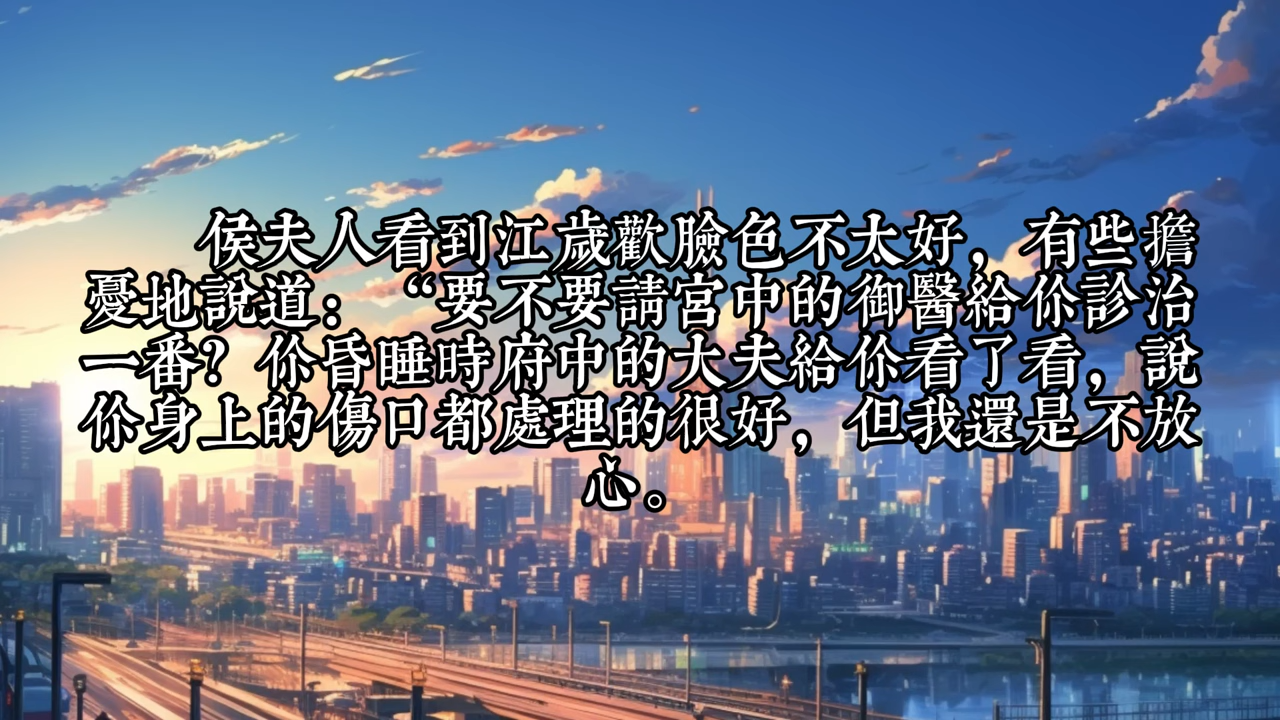 侯夫人看到江歲歡臉色不太好，有些擔
憂地說道：“要不要請宮中的御醫給你診治
一番？你昏睡時府中的大夫給你看了看，說
你身上的傷口都處理的很好，但我還是不放
心。